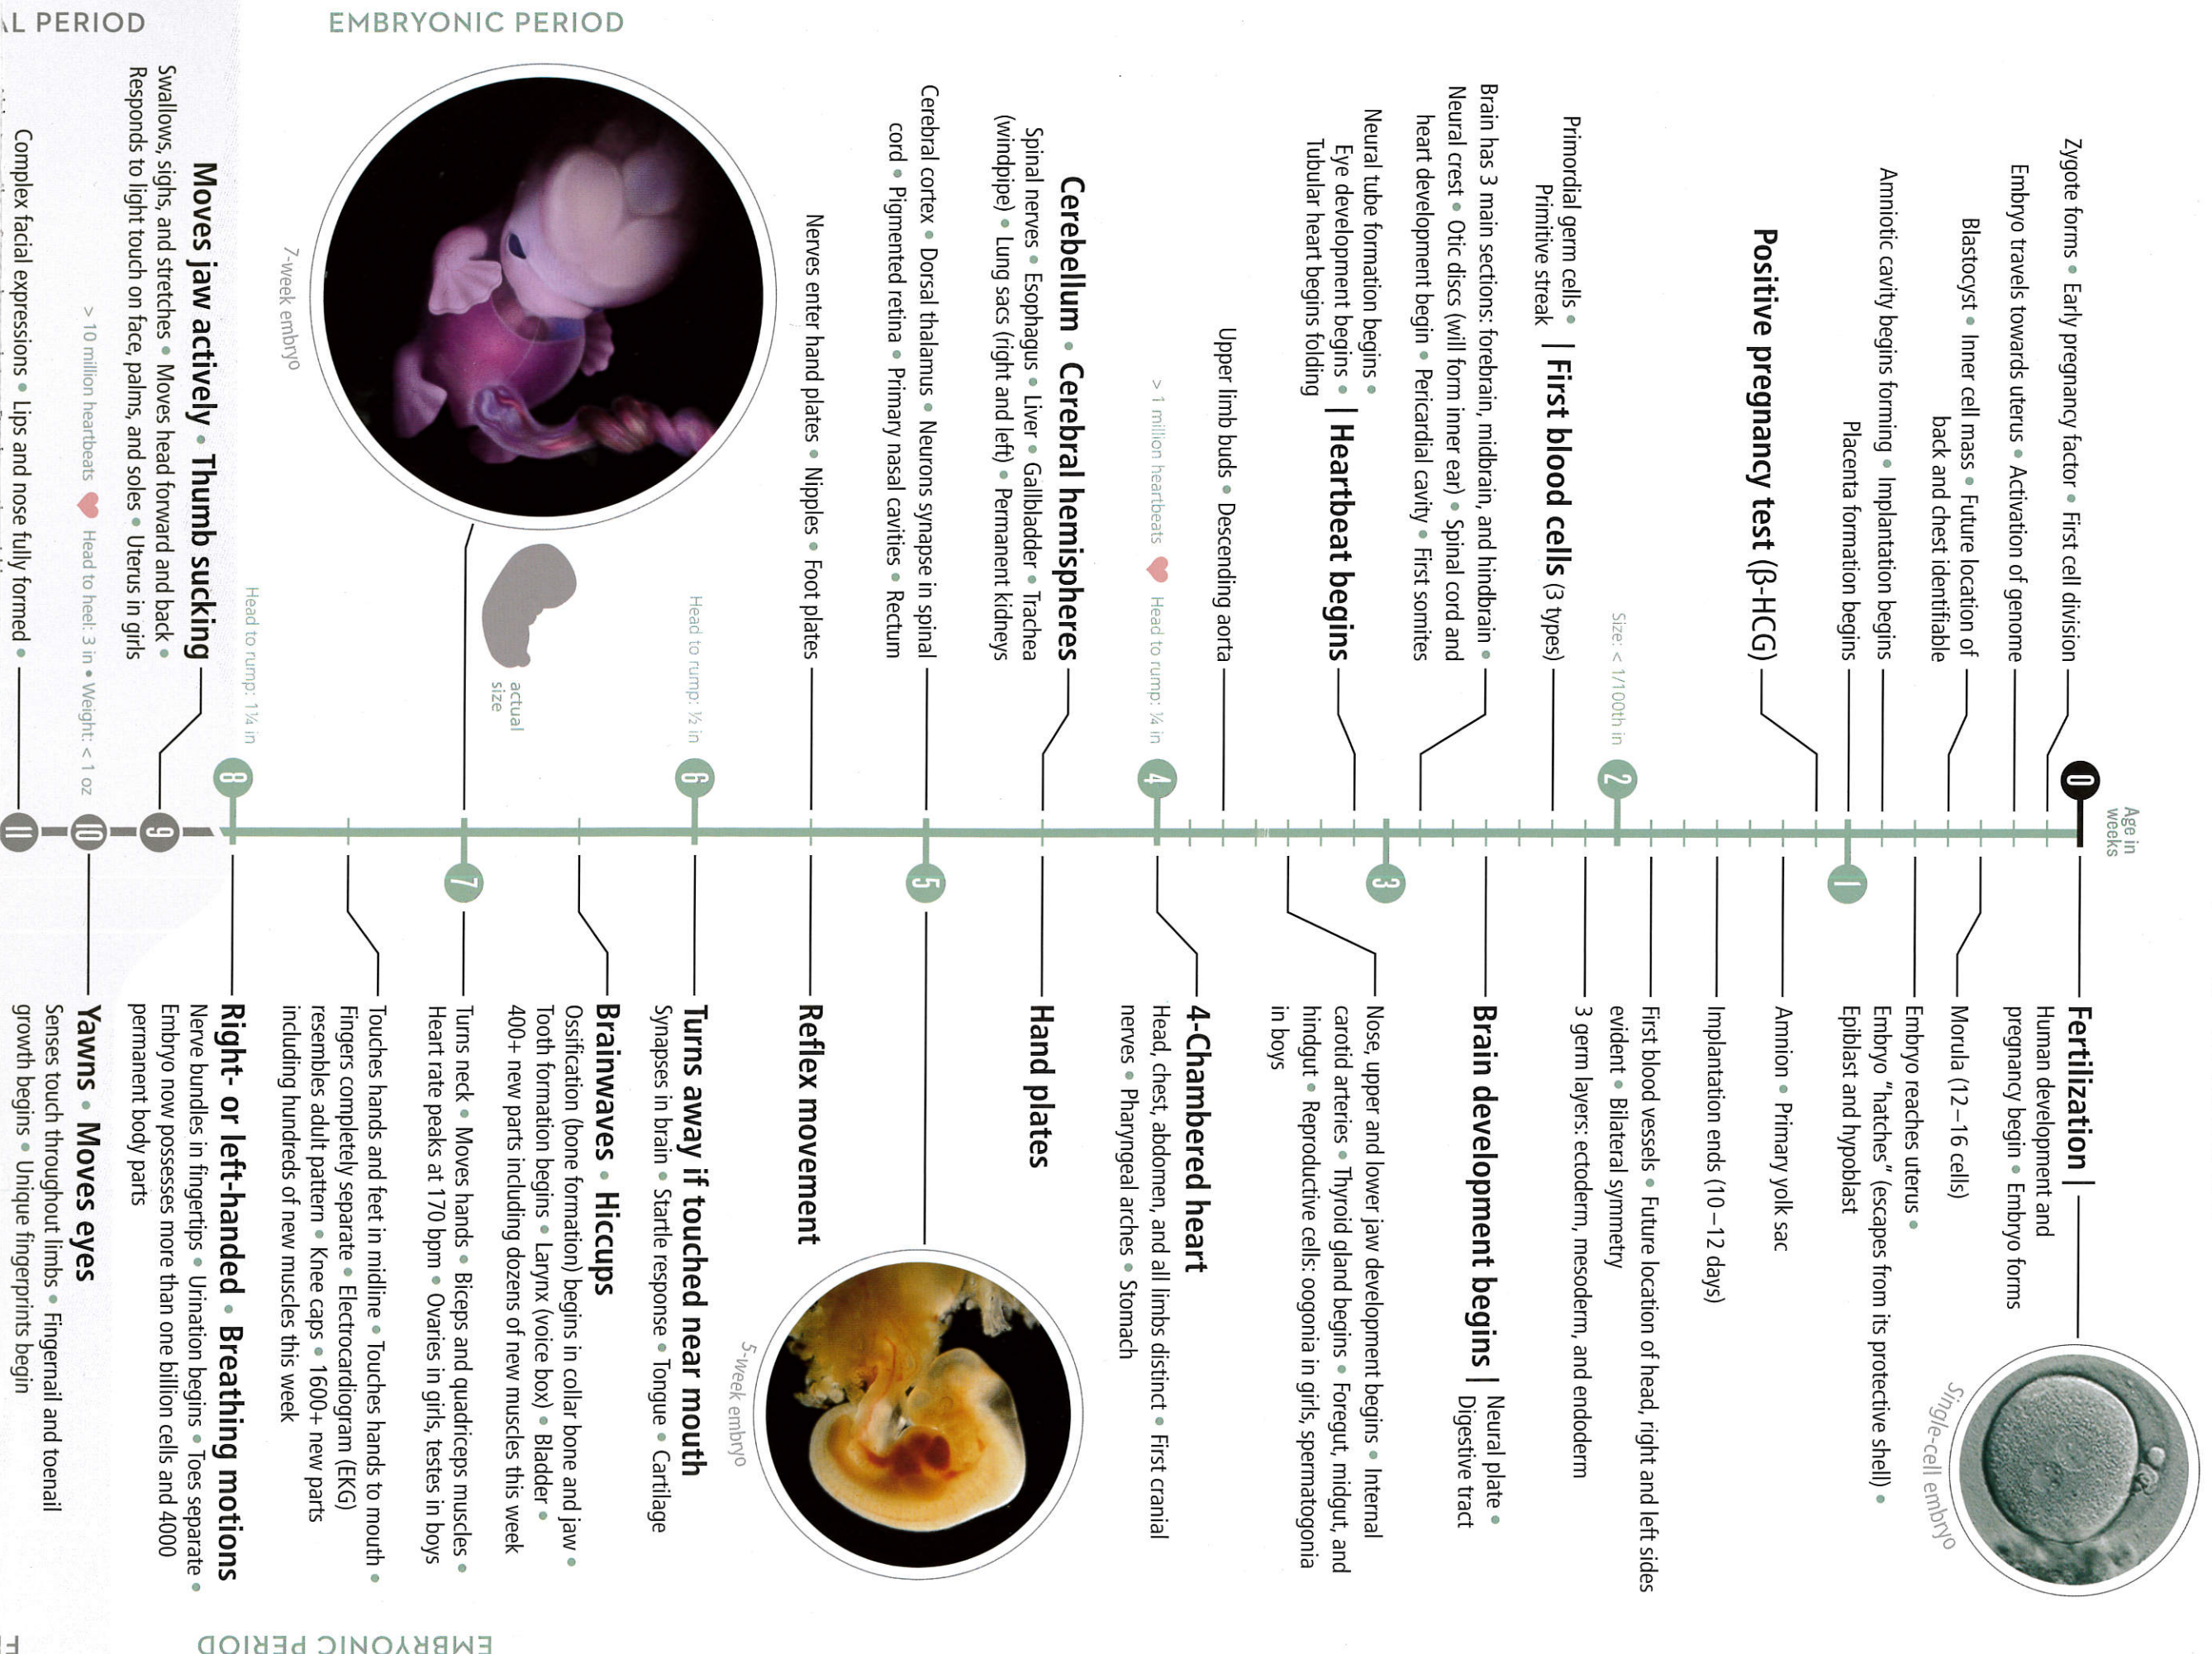 Age in
weeks
0
Fertilization
Human development and
pregnancy begin • Embryo forms
Single-cell embryo
Zygote forms • Early pregnancy factor • First cell division
Embryo travels towards uterus • Activation of genome
Morula (12–16 cells)
Blastocyst • Inner cell mass • Future location of
back and chest identifiable
Embryo reaches uterus •
Embryo "hatches" (escapes from its protective shell) •
Epiblast and hypoblast
Amniotic cavity begins forming • Implantation begins
Placenta formation begins
1
Positive pregnancy test (β-HCG)
Amnion • Primary yolk sac
Implantation ends (10–12 days)
First blood vessels • Future location of head, right and left sides
evident • Bilateral symmetry
Size: < 1/100th in
2
3 germ layers: ectoderm, mesoderm, and endoderm
Primordial germ cells •
Primitive streak
First blood cells (3 types)
Brain development begins
Neural plate •
Digestive tract
Brain has 3 main sections: forebrain, midbrain, and hindbrain •
Neural crest • Otic discs (will form inner ear) • Spinal cord and
heart development begin • Pericardial cavity • First somites
3
Neural tube formation begins •
Eye development begins •
Tubular heart begins folding
Heartbeat begins
Nose, upper and lower jaw development begins • Internal
carotid arteries • Thyroid gland begins • Foregut, midgut, and
hindgut • Reproductive cells: oogonia in girls, spermatogonia
in boys
Upper limb buds • Descending aorta
> 1 million heartbeats Head to rump: ¼ in
4
4-Chambered heart
Head, chest, abdomen, and all limbs distinct • First cranial
nerves • Pharyngeal arches • Stomach
Cerebellum • Cerebral hemispheres
Spinal nerves • Esophagus • Liver • Gallbladder • Trachea
(windpipe) • Lung sacs (right and left) • Permanent kidneys
Hand plates
Cerebral cortex • Dorsal thalamus • Neurons synapse in spinal
cord • Pigmented retina • Primary nasal cavities • Rectum
5
5-week embryo
Nerves enter hand plates • Nipples • Foot plates
Reflex movement
Head to rump: ½ in
6
Turns away if touched near mouth
Synapses in brain • Startle response • Tongue • Cartilage
Brainwaves • Hiccups
Ossification (bone formation) begins in collar bone and jaw •
Tooth formation begins • Larynx (voice box) • Bladder •
400+ new parts including dozens of new muscles this week
actual
size
7-week embryo
7
Turns neck • Moves hands • Biceps and quadriceps muscles •
Heart rate peaks at 170 bpm • Ovaries in girls, testes in boys
Touches hands and feet in midline • Touches hands to mouth •
Fingers completely separate • Electrocardiogram (EKG)
resembles adult pattern • Knee caps • 1600+ new parts
including hundreds of new muscles this week
Head to rump: 1¼ in
8
Right- or left-handed • Breathing motions
Nerve bundles in fingertips • Urination begins • Toes separate •
Embryo now possesses more than one billion cells and 4000
permanent body parts
Moves jaw actively • Thumb sucking
Swallows, sighs, and stretches • Moves head forward and back •
Responds to light touch on face, palms, and soles • Uterus in girls
9
> 10 million heartbeats Head to heel: 3 in • Weight: < 1 oz
10
Yawns • Moves eyes
Senses touch throughout limbs • Fingernail and toenail
growth begins • Unique fingerprints begin
Complex facial expressions • Lips and nose fully formed •
11
EMBRYONIC PERIOD
AL PERIOD
EMBRYONIC PERIOD